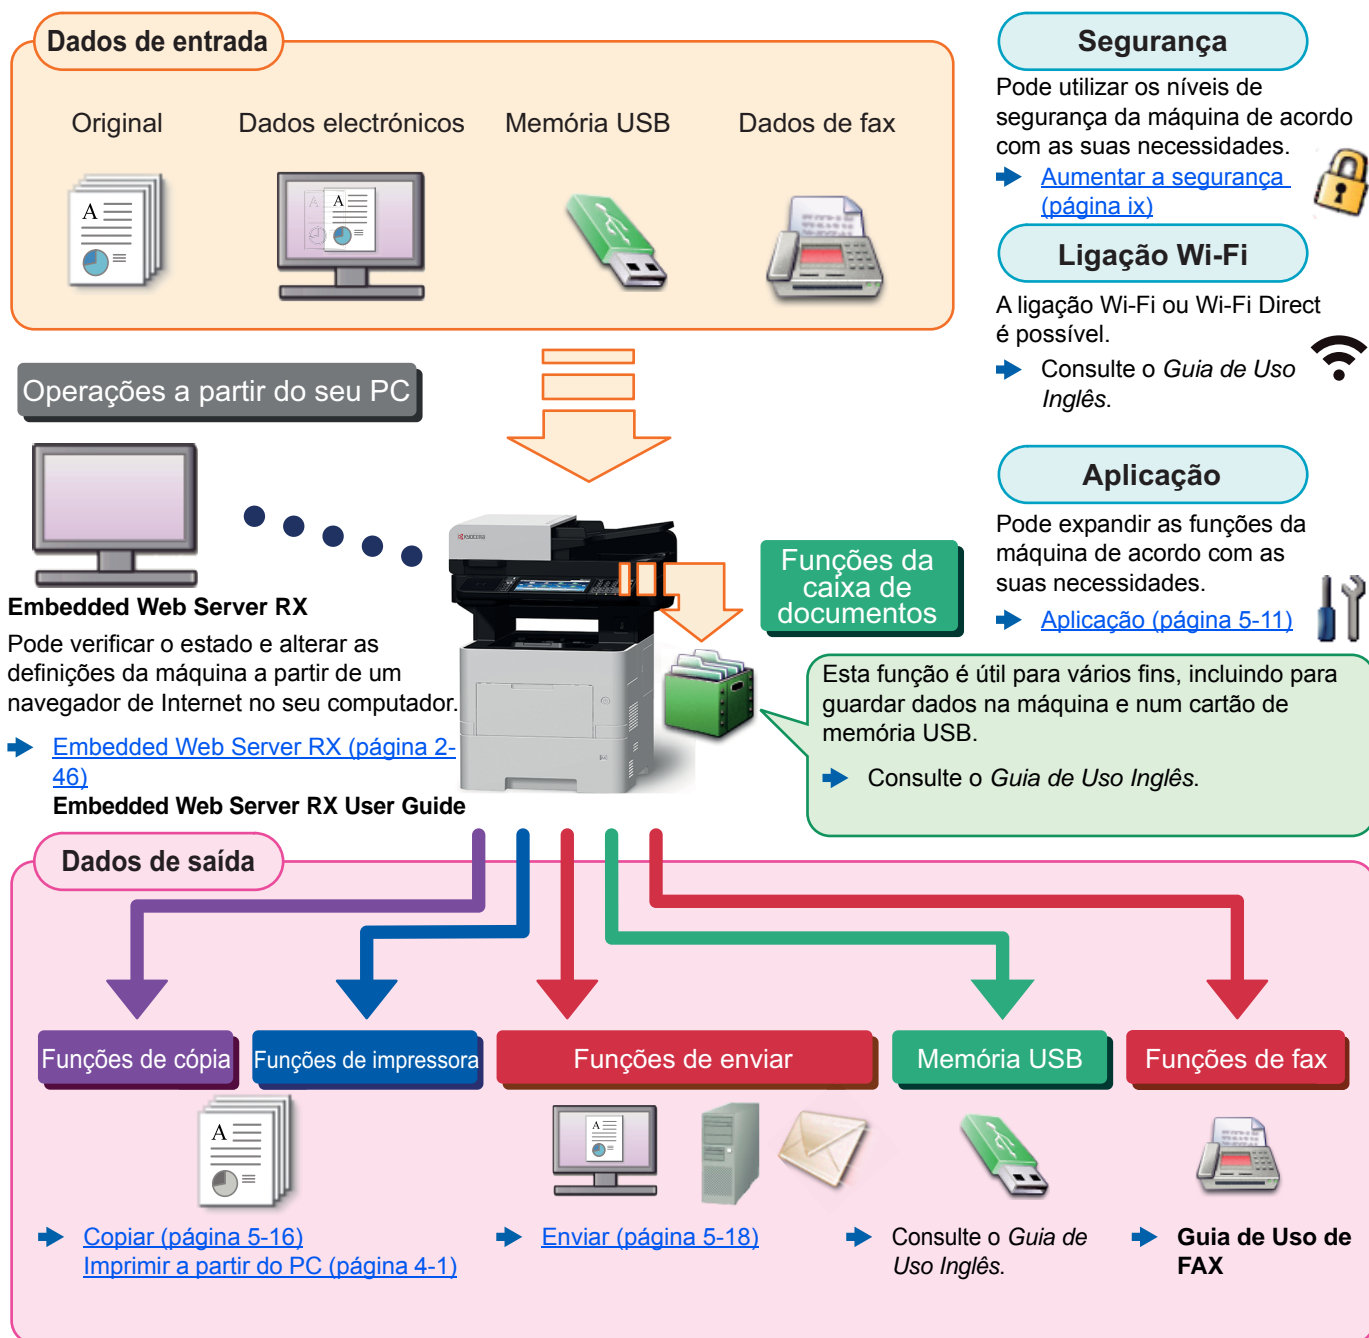 Dados de entrada
Original
Dados electrónicos
Memória USB
Dados de fax
Segurança
Pode utilizar os níveis de
segurança da máquina de acordo
com as suas necessidades.
Aumentar a segurança
(página ix)
Ligação Wi-Fi
A ligação Wi-Fi ou Wi-Fi Direct
é possível.
Consulte o Guia de Uso
Inglês.
Aplicação
Pode expandir as funções da
máquina de acordo com as
suas necessidades.
Aplicação (página 5-11)
Operações a partir do seu PC
Embedded Web Server RX
Pode verificar o estado e alterar as
definições da máquina a partir de um
navegador de Internet no seu computador.
Embedded Web Server RX (página 2-
46)
Embedded Web Server RX User Guide
KYOCERA
Funções da
caixa de
documentos
Esta função é útil para vários fins, incluindo para
guardar dados na máquina e num cartão de
memória USB.
Consulte o Guia de Uso Inglês.
Dados de saída
Funções de cópia
Funções de impressora
Funções de enviar
Memória USB
Funções de fax
Copiar (página 5-16)
Imprimir a partir do PC (página 4-1)
Enviar (página 5-18)
Consulte o Guia de
Uso Inglês.
Guia de Uso de
FAX